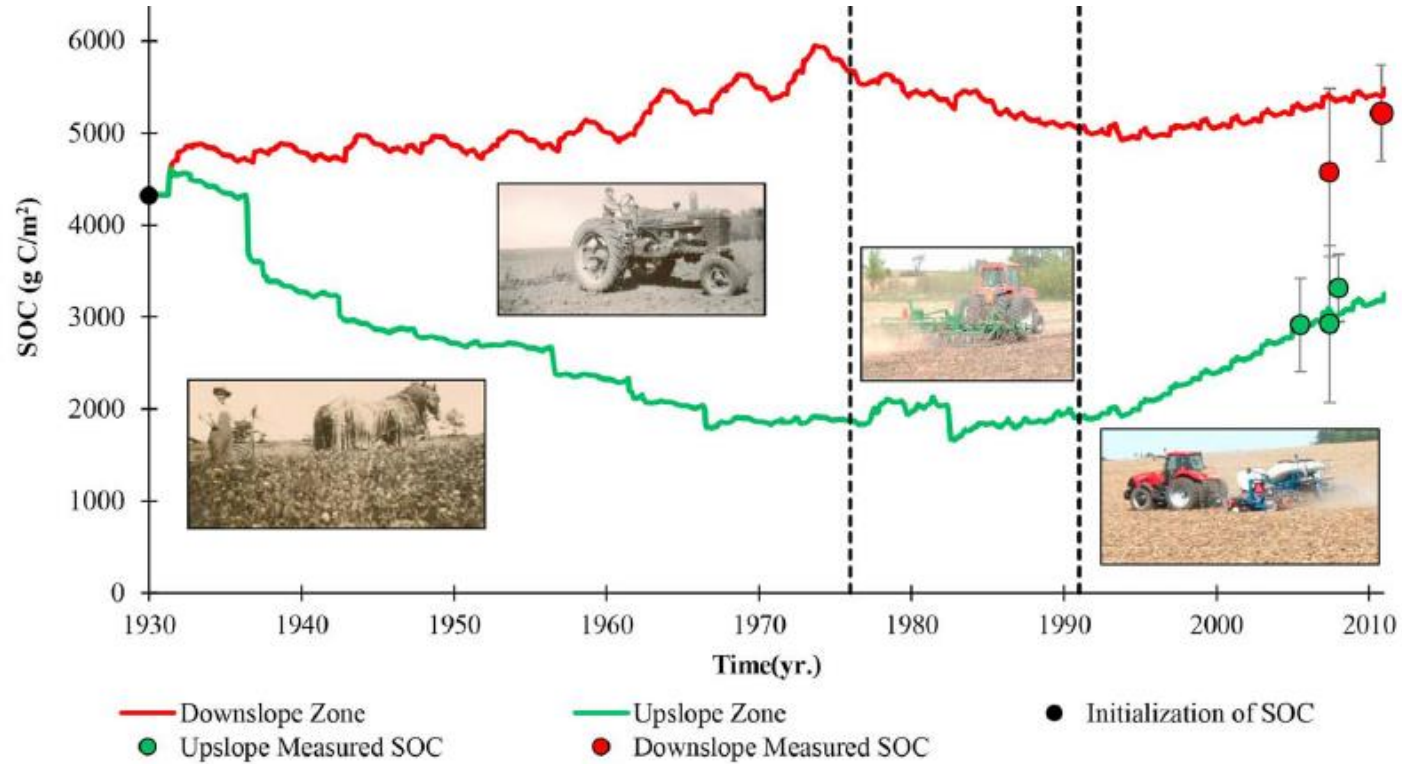 6000
5000
4000
3000
2000
1000
0
SOC (g C/m²)
1930 1940 1950 1960 1970 1980 1990 2000 2010
Time(yr.)
Downslope Zone Upslope Zone Initialization of SOC
Upslope Measured SOC Downslope Measured SOC